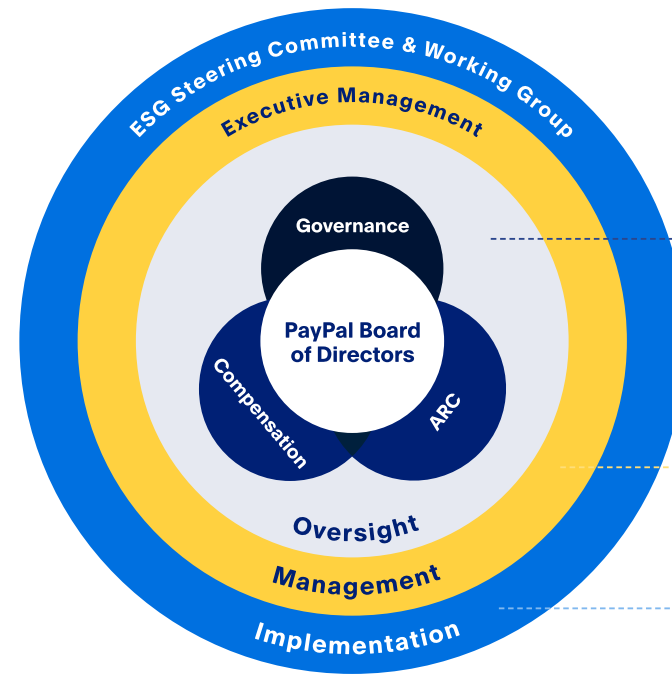 ESG Steering Committee & Working Group
Executive Management
Governance
PayPal Board
of Directors
Compensation
ARC
Oversight
Management
Implementation